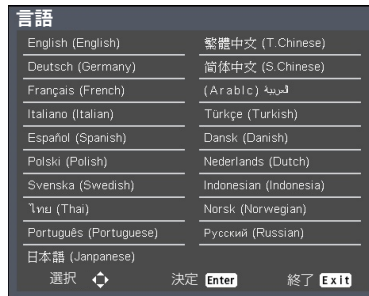 言語
English (English)
Deutsch (Germany)
Français (French)
Italiano (Italian)
Español (Spanish)
Polski (Polish)
Svenska (Swedish)
ไทย (Thai)
Português (Portuguese)
日本語 (Janpanese)
繁體中文 (T.Chinese)
简体中文 (S.Chinese)
(Arablc) العربية
Türkçe (Turkish)
Dansk (Danish)
Nederlands (Dutch)
Indonesian (Indonesia)
Norsk (Norwegian)
Русский (Russian)
選択 決定 Enter 終了 Exit